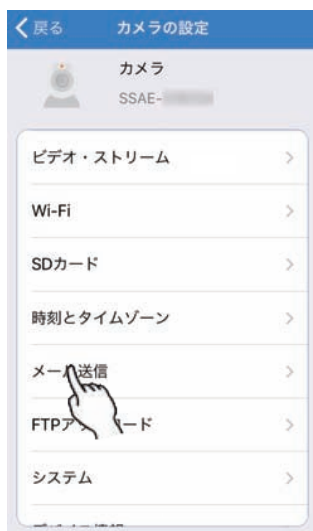 戻る
カメラの設定
カメラ
SSAE-
ビデオ・ストリーム
Wi-Fi
SDカード
時刻とタイムゾーン
メール送信
FTPア ード
システム